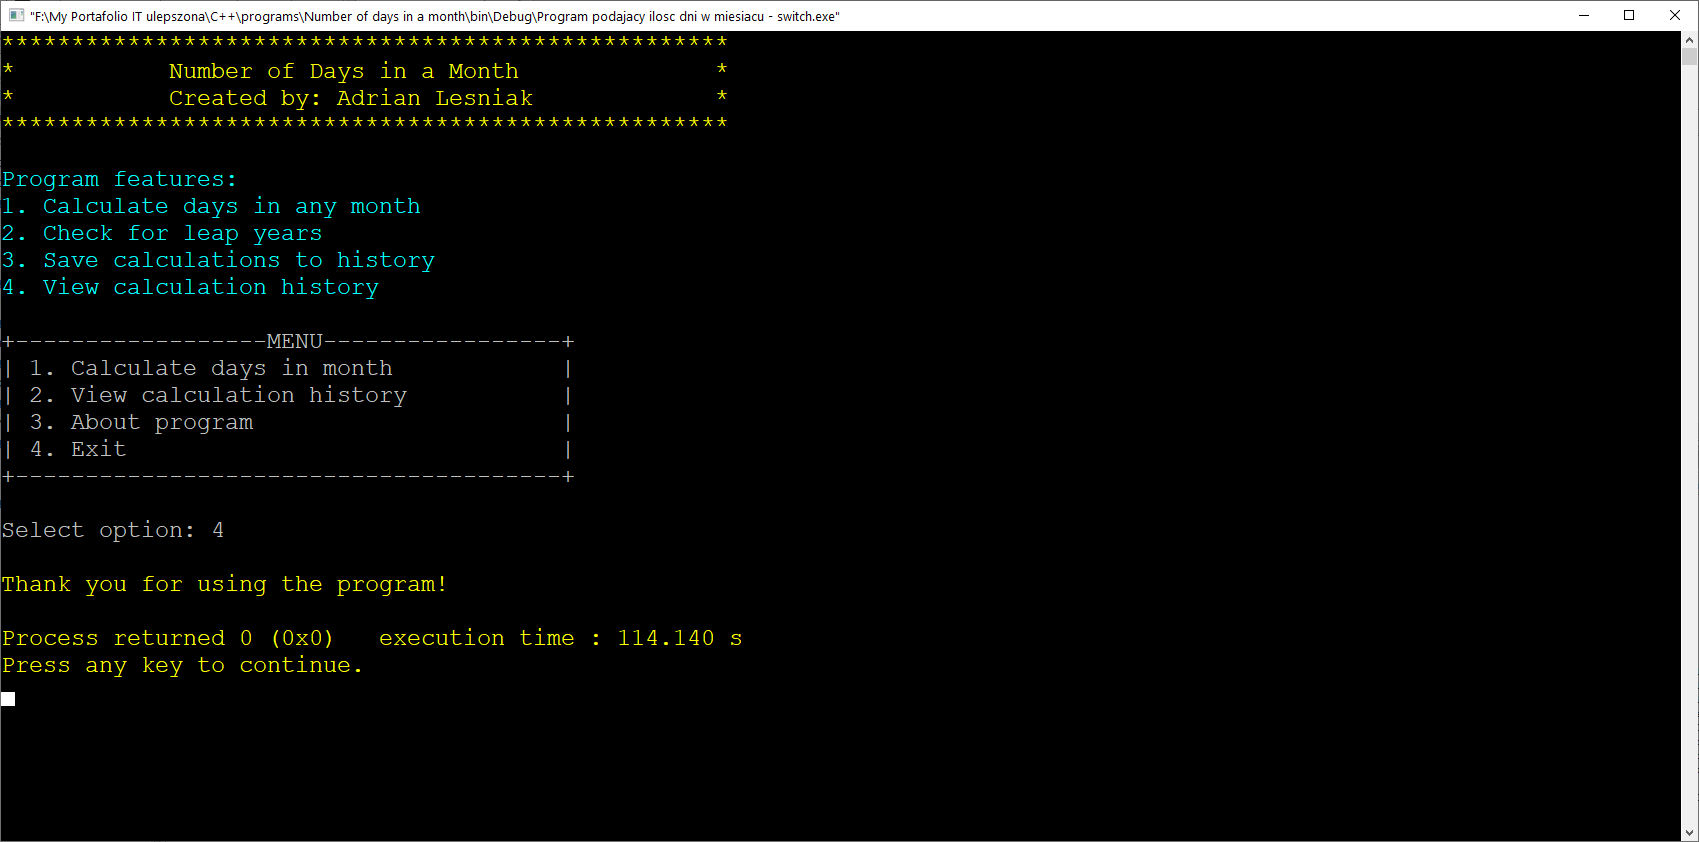 "F:\My Portafolio IT ulepszona\C++\programs\Number of days in a month\bin\Debug\Program podajacy ilosc dni w miesiacu - switch.exe"
****************************************************
*           Number of Days in a Month              *
*           Created by: Adrian Lesniak             *
****************************************************
Program features:
1. Calculate days in any month
2. Check for leap years
3. Save calculations to history
4. View calculation history
+------------------MENU-----------------+
| 1. Calculate days in month            |
| 2. View calculation history           |
| 3. About program                      |
| 4. Exit                               |
+---------------------------------------+
Select option: 4
Thank you for using the program!
Process returned 0 (0x0)   execution time : 114.140 s
Press any key to continue.